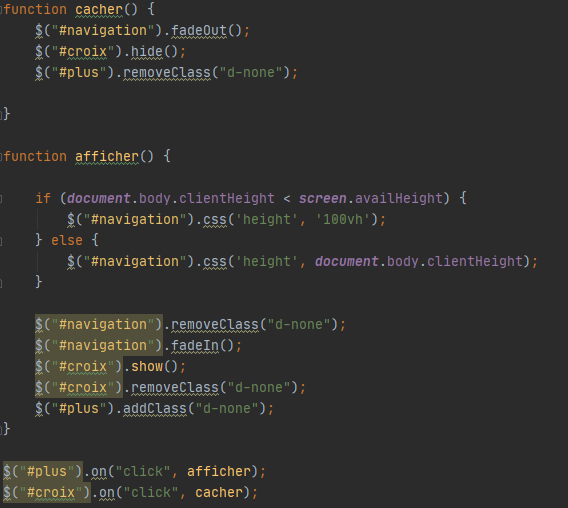 function cacher() {
    $("#navigation").fadeOut();
    $("#croix").hide();
    $("#plus").removeClass("d-none");
}
function afficher() {
    if (document.body.clientHeight < screen.availHeight) {
        $("#navigation").css('height', '100vh');
    } else {
        $("#navigation").css('height', document.body.clientHeight);
    }
    $("#navigation").removeClass("d-none");
    $("#navigation").fadeIn();
    $("#croix").show();
    $("#croix").removeClass("d-none");
    $("#plus").addClass("d-none");
}
$("#plus").on("click", afficher);
$("#croix").on("click", cacher);